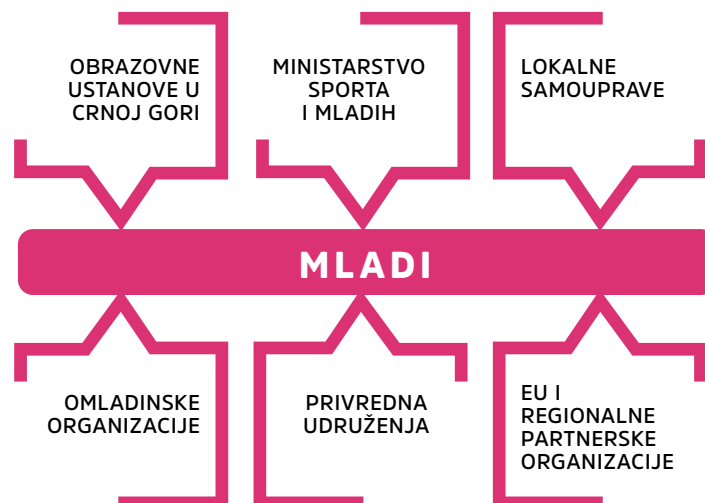 OBRAZOVNE
USTANOVE U
CRNOJ GORI
MINISTARSTVO
SPORTA
I MLADIH
LOKALNE
SAMOUPRAVE
MLADI
OMLADINSKE
ORGANIZACIJE
PRIVREDNA
UDRUŽENJA
EU I
REGIONALNE
PARTNERSKE
ORGANIZACIJE